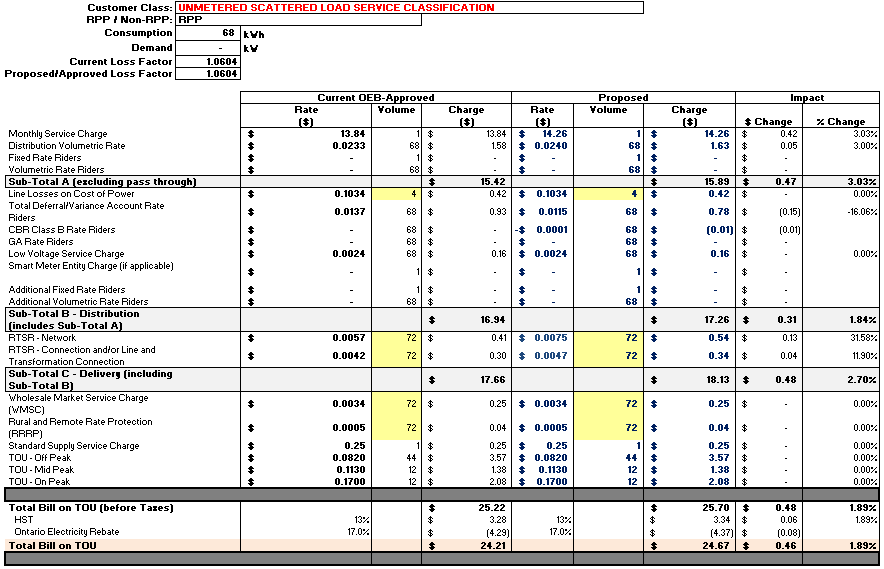 Customer Class: UNMETERED SCATTERED LOAD SERVICE CLASSIFICATION
RPP / Non-RPP: RPP
Consumption 68 kWh
Demand - kW
Current Loss Factor 1.0604
Proposed/Approved Loss Factor 1.0604
Current OEB-Approved Proposed Impact
Rate Volume Charge Rate Volume Charge
($) ($) ($) ($) $ Change % Change
Monthly Service Charge $ 13.84 1 $ 13.84 $ 14.26 1 $ 14.26 $ 0.42 3.03%
Distribution Volumetric Rate $ 0.0233 68 $ 1.58 $ 0.0240 68 $ 1.63 $ 0.05 3.00%
Fixed Rate Riders $ - 1 $ - $ - 1 $ - $ -
Volumetric Rate Riders $ - 68 $ - $ - 68 $ - $ -
Sub-Total A (excluding pass through) $ 15.42 $ 15.89 $ 0.47 3.03%
Line Losses on Cost of Power $ 0.1034 4 $ 0.42 $ 0.1034 4 $ 0.42 $ - 0.00%
Total Deferral/Variance Account Rate
Riders $ 0.0137 68 $ 0.93 $ 0.0115 68 $ 0.78 $ (0.15) -16.06%
CBR Class B Rate Riders $ - 68 $ - -$ 0.0001 68 $ (0.01) $ (0.01)
GA Rate Riders $ - 68 $ - $ - 68 $ - $ -
Low Voltage Service Charge $ 0.0024 68 $ 0.16 $ 0.0024 68 $ 0.16 $ - 0.00%
Smart Meter Entity Charge (if applicable)
$ - 1 $ - $ - 1 $ - $ -
Additional Fixed Rate Riders $ - 1 $ - $ - 1 $ - $ -
Additional Volumetric Rate Riders $ - 68 $ - $ - 68 $ - $ -
Sub-Total B - Distribution
(includes Sub-Total A) $ 16.94 $ 17.26 $ 0.31 1.84%
RTSR - Network $ 0.0057 72 $ 0.41 $ 0.0075 72 $ 0.54 $ 0.13 31.58%
RTSR - Connection and/or Line and
Transformation Connection $ 0.0042 72 $ 0.30 $ 0.0047 72 $ 0.34 $ 0.04 11.90%
Sub-Total C - Delivery (including
Sub-Total B) $ 17.66 $ 18.13 $ 0.48 2.70%
Wholesale Market Service Charge
(WMSC) $ 0.0034 72 $ 0.25 $ 0.0034 72 $ 0.25 $ - 0.00%
Rural and Remote Rate Protection
(RRRP) $ 0.0005 72 $ 0.04 $ 0.0005 72 $ 0.04 $ - 0.00%
Standard Supply Service Charge $ 0.25 1 $ 0.25 $ 0.25 1 $ 0.25 $ - 0.00%
TOU - Off Peak $ 0.0820 44 $ 3.57 $ 0.0820 44 $ 3.57 $ - 0.00%
TOU - Mid Peak $ 0.1130 12 $ 1.38 $ 0.1130 12 $ 1.38 $ - 0.00%
TOU - On Peak $ 0.1700 12 $ 2.08 $ 0.1700 12 $ 2.08 $ - 0.00%
Total Bill on TOU (before Taxes) $ 25.22 $ 25.70 $ 0.48 1.89%
HST 13% $ 3.28 13% $ 3.34 $ 0.06 1.89%
Ontario Electricity Rebate 17.0% $ (4.29) 17.0% $ (4.37) $ (0.08)
Total Bill on TOU $ 24.21 $ 24.67 $ 0.46 1.89%